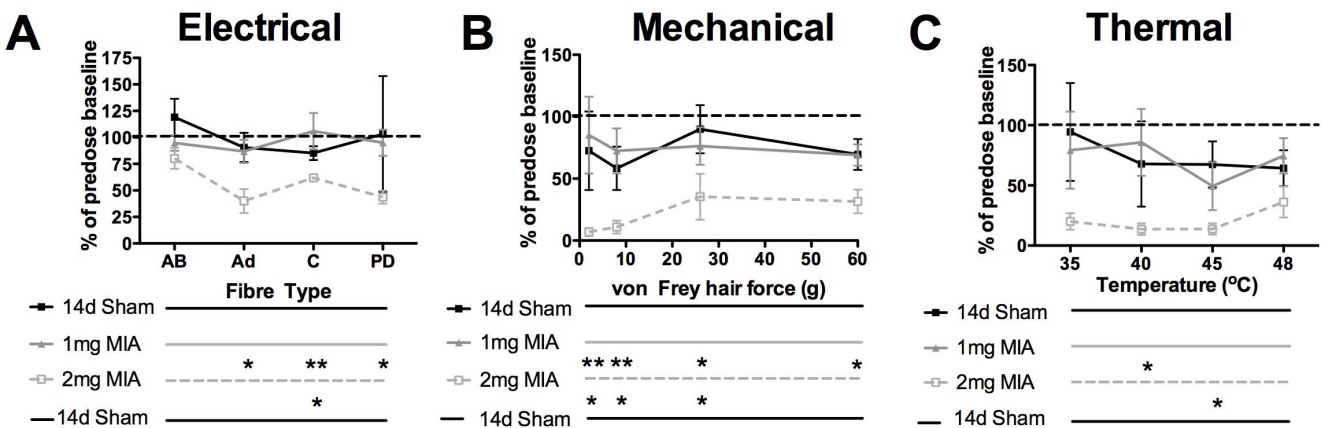 A Electrical
% of predose baseline
175
150
125
100
75
50
25
0
AB Ad C PD
Fibre Type
14d Sham
1mg MIA
* ** *
2mg MIA
*
14d Sham
B Mechanical
% of predose baseline
150
100
50
0
0 10 20 30 40 50 60
von Frey hair force (g)
14d Sham
1mg MIA
** ** * *
2mg MIA
* * *
14d Sham
C Thermal
% of predose baseline
150
100
50
0
35 40 45 48
Temperature (ºC)
14d Sham
1mg MIA
*
2mg MIA
*
14d Sham